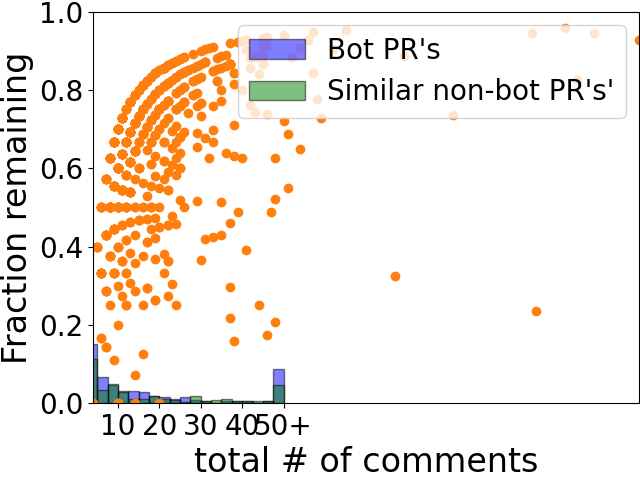 1.0
0.8
0.6
0.4
0.2
0.0
Fraction remaining
Bot PR's
Similar non-bot PR's'
10 20 30 40 50+
total # of comments